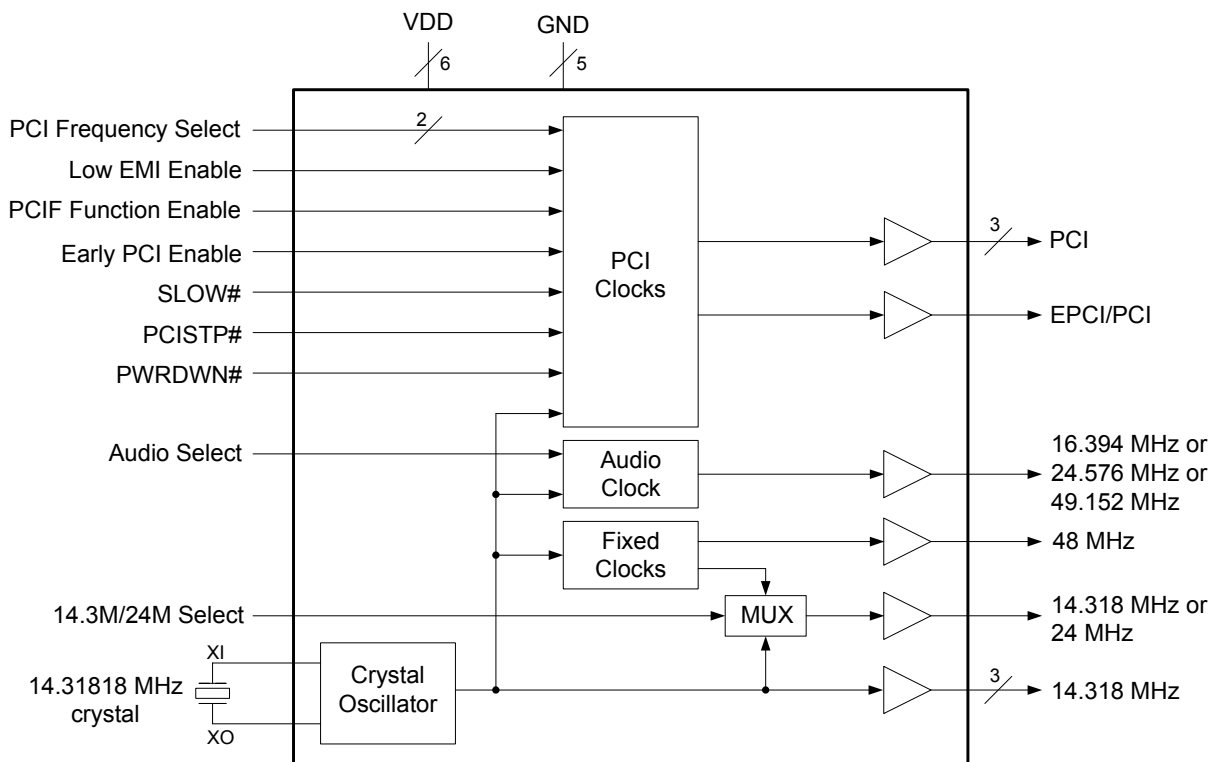 VDD
GND
6
5
PCI Frequency Select
2
Low EMI Enable
PCIF Function Enable
Early PCI Enable
SLOW#
PCISTP#
PWRDWN#
PCI
Clocks
3
PCI
EPCI/PCI
Audio Select
Audio
Clock
16.394 MHz or
24.576 MHz or
49.152 MHz
Fixed
Clocks
48 MHz
14.3M/24M Select
MUX
14.318 MHz or
24 MHz
XI
14.31818 MHz
crystal
XO
Crystal
Oscillator
3
14.318 MHz